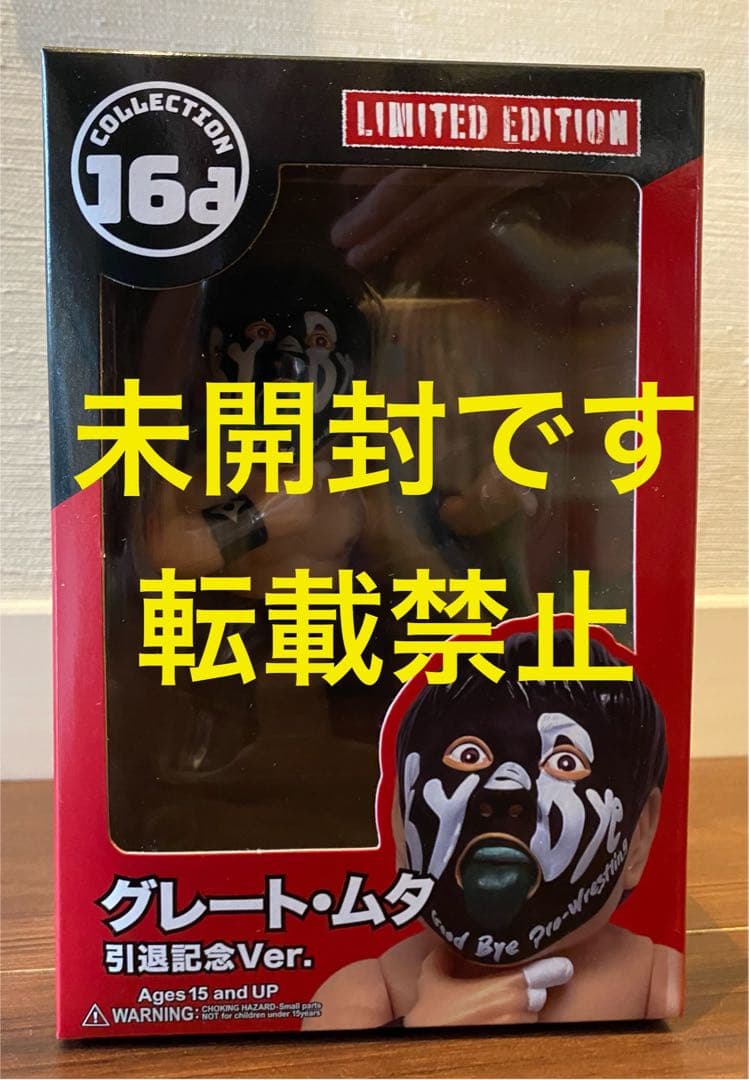 COLLECTION
16d
LIMITED EDITION
未開封です
転載禁止
BYE
Good Bye Pro-Wrestling
グレート・ムタ
引退記念Ver.
Ages 15 and UP
WARNING: CHOKING HAZARD-Small parts
NOT for children under 15years